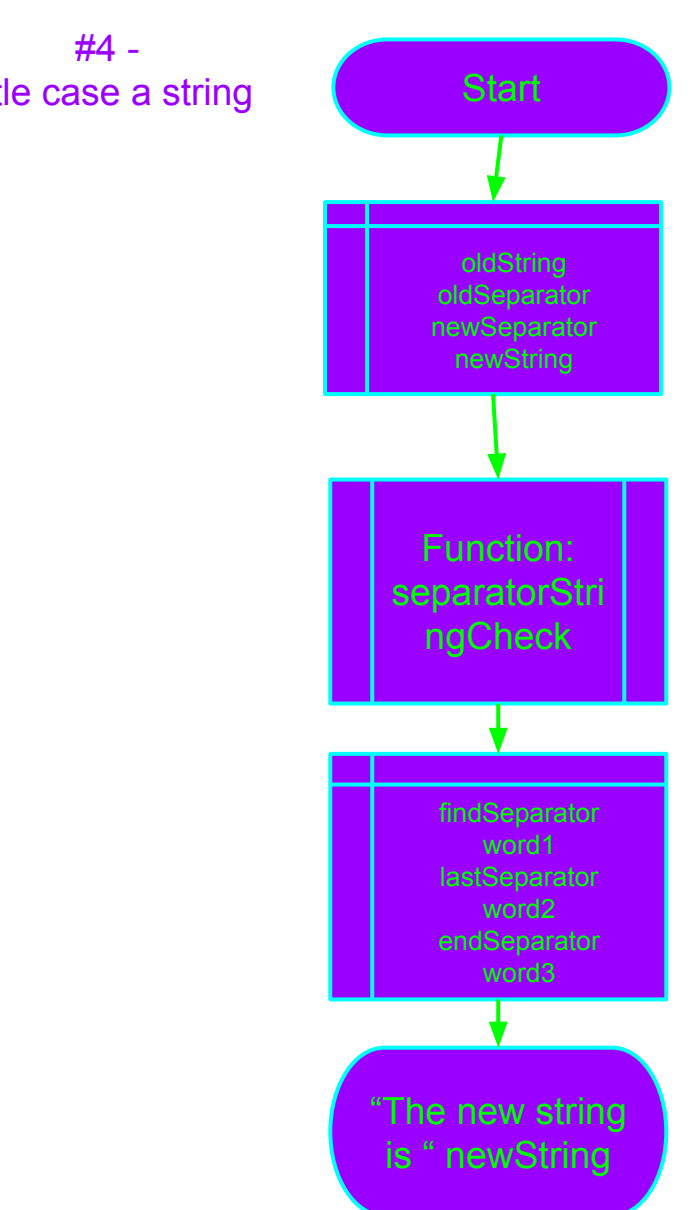 #4 -
tle case a string
Start
oldString
oldSeparator
newSeparator
newString
Function:
separatorStri
ngCheck
findSeparator
word1
lastSeparator
word2
endSeparator
word3
“The new string
is “ newString